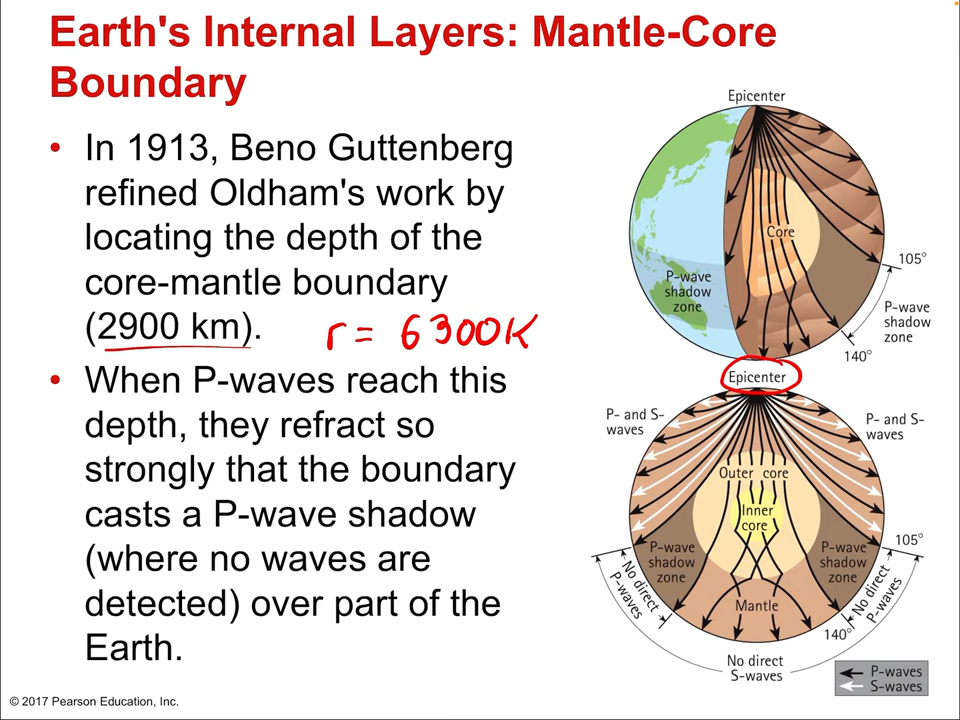 Earth's Internal Layers: Mantle-Core
Boundary
• In 1913, Beno Guttenberg
refined Oldham's work by
locating the depth of the
core-mantle boundary
(2900 km).
r = 6300K
• When P-waves reach this
depth, they refract so
strongly that the boundary
casts a P-wave shadow
(where no waves are
detected) over part of the
Earth.
Epicenter
Core
P-wave
shadow
zone
105°
P-wave
shadow
zone
140°
Epicenter
P- and S-
waves
P- and S-
waves
Outer core
Inner
core
P-wave
shadow
zone
P-wave
shadow
zone
105°
No direct
P-waves
No direct
P-waves
Mantle
140°
No direct
S-waves
P-waves
S-waves
© 2017 Pearson Education, Inc.